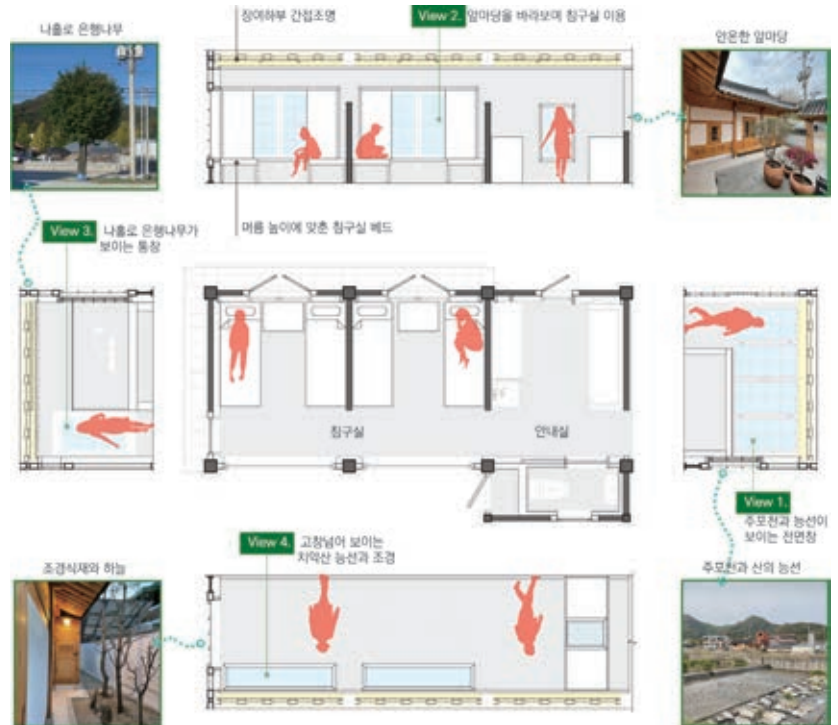 나홀로 은행나무
장여하부 간접조명
View 2. 앞마당을 바라보며 침구실 이용
안온한 앞마당
View 3. 나홀로 은행나무가
보이는 통창
머름 높이에 맞춘 침구실 베드
침구실
안내실
View 1.
주포천과 능선이
보이는 전면창
View 4. 고창넘어 보이는
치악산 능선과 조경
조경식재와 하늘
주포천과 산의 능선